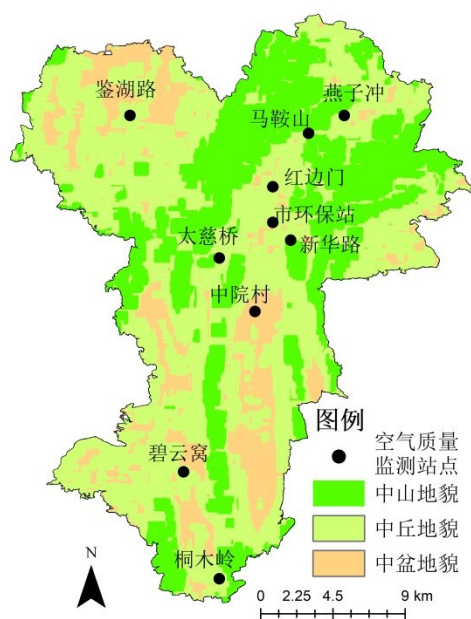 鉴湖路
燕子冲
马鞍山
红边门
市环保站
太慈桥
新华路
中院村
碧云窝
桐木岭
图例
空气质量
监测站点
中山地貌
中丘地貌
中盆地貌
N
0 2.25 4.5 9 km